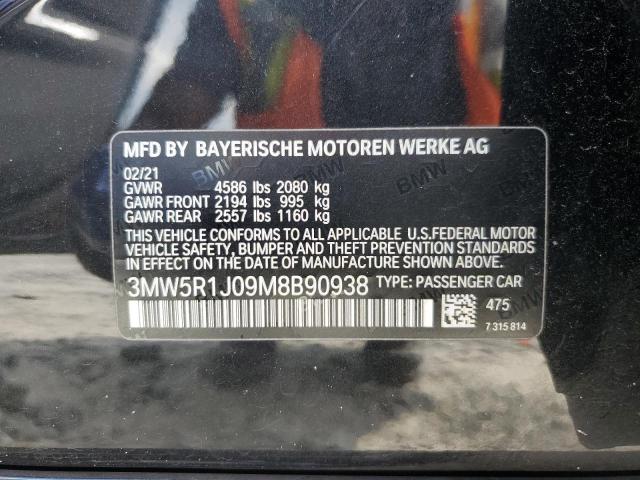 MFD BY BAYERISCHE MOTOREN WERKE AG
02/21
GVWR 4586 lbs 2080 kg
GAWR FRONT 2194 lbs 995 kg
GAWR REAR 2557 lbs 1160 kg
THIS VEHICLE CONFORMS TO ALL APPLICABLE U.S.FEDERAL MOTOR
VEHICLE SAFETY, BUMPER AND THEFT PREVENTION STANDARDS
IN EFFECT ON THE DATE OF MANUFACTURE SHOWN ABOVE.
3MW5R1J09M8B90938 TYPE: PASSENGER CAR
475
7 315 814